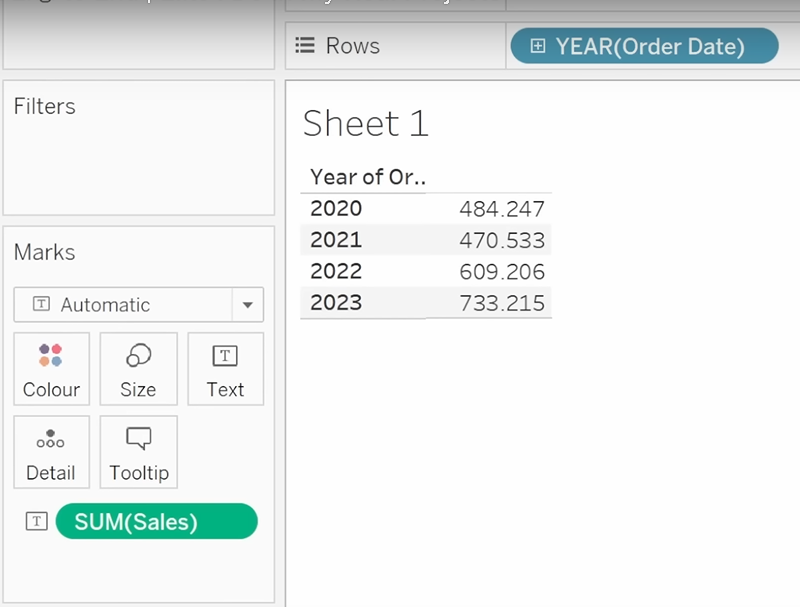 Rows
YEAR(Order Date)
Filters
Sheet 1
Year of Or..
2020 484.247
2021 470.533
2022 609.206
2023 733.215
Marks
T Automatic
Colour
Size
T
Text
Detail
Tooltip
T SUM(Sales)